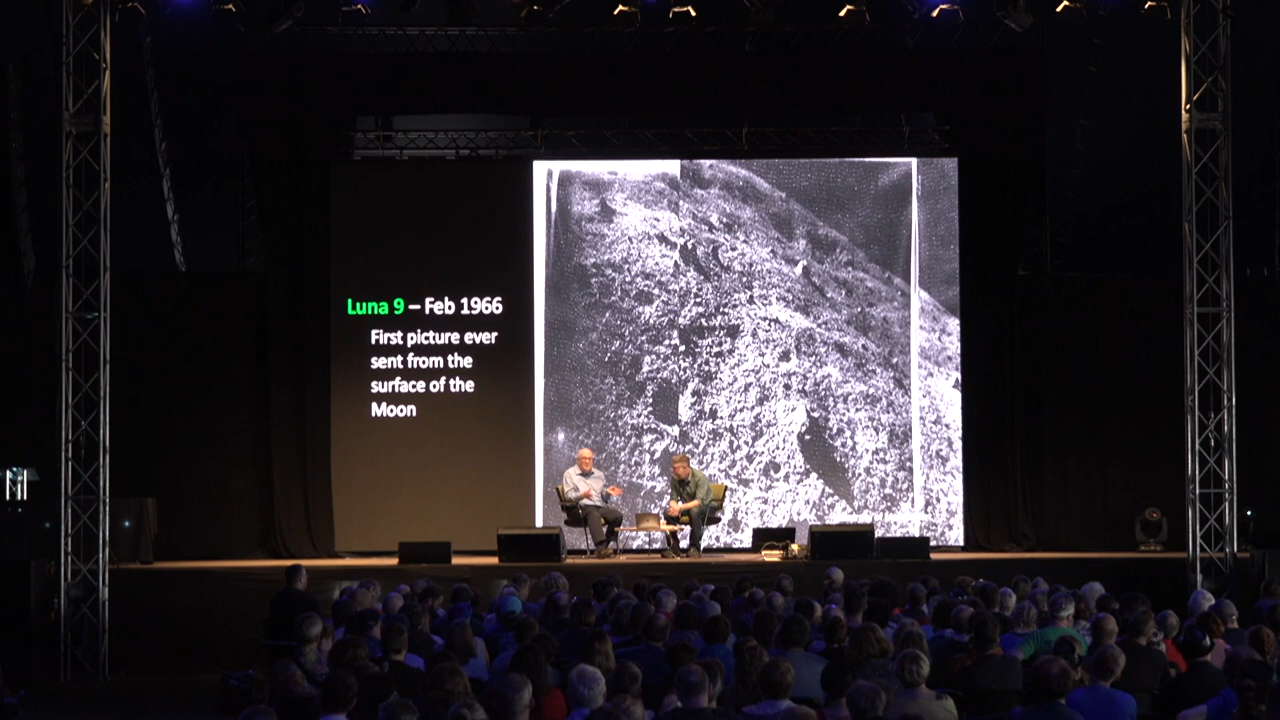 Luna 9 – Feb 1966
First picture ever
sent from the
surface of the
Moon